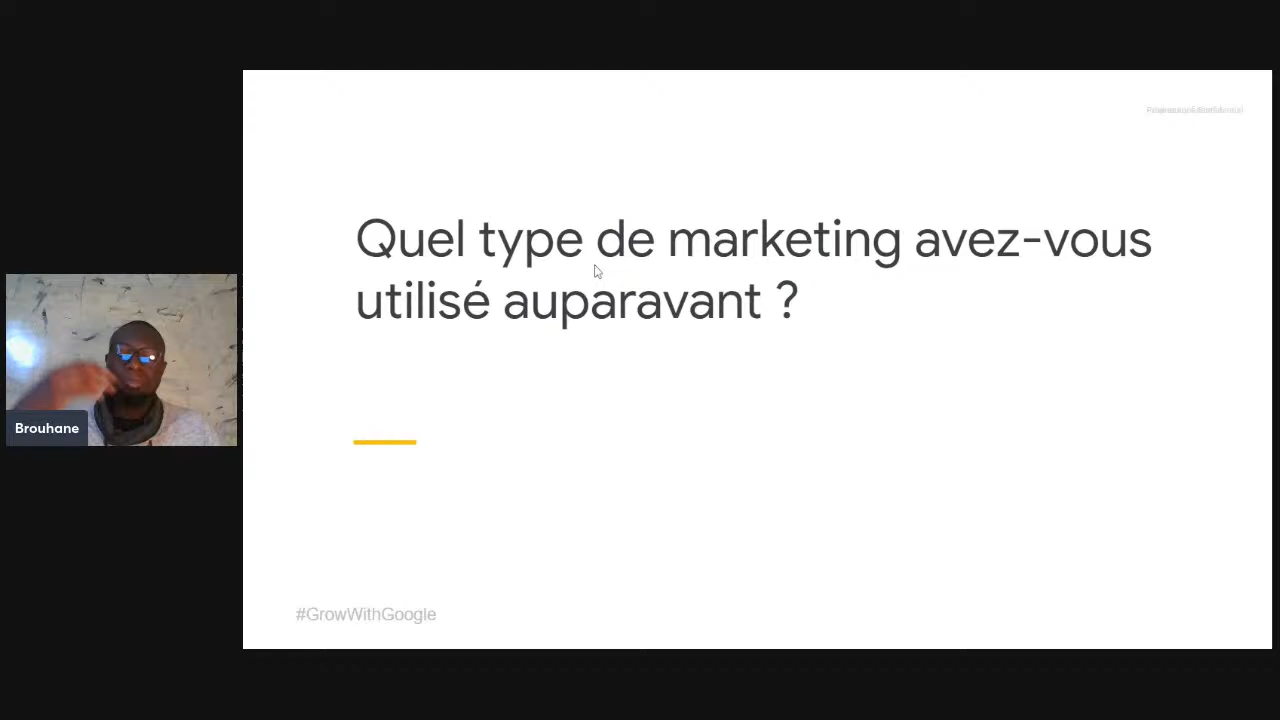 Quel type de marketing avez-vous
utilisé auparavant ?
Brouhane
#GrowWithGoogle